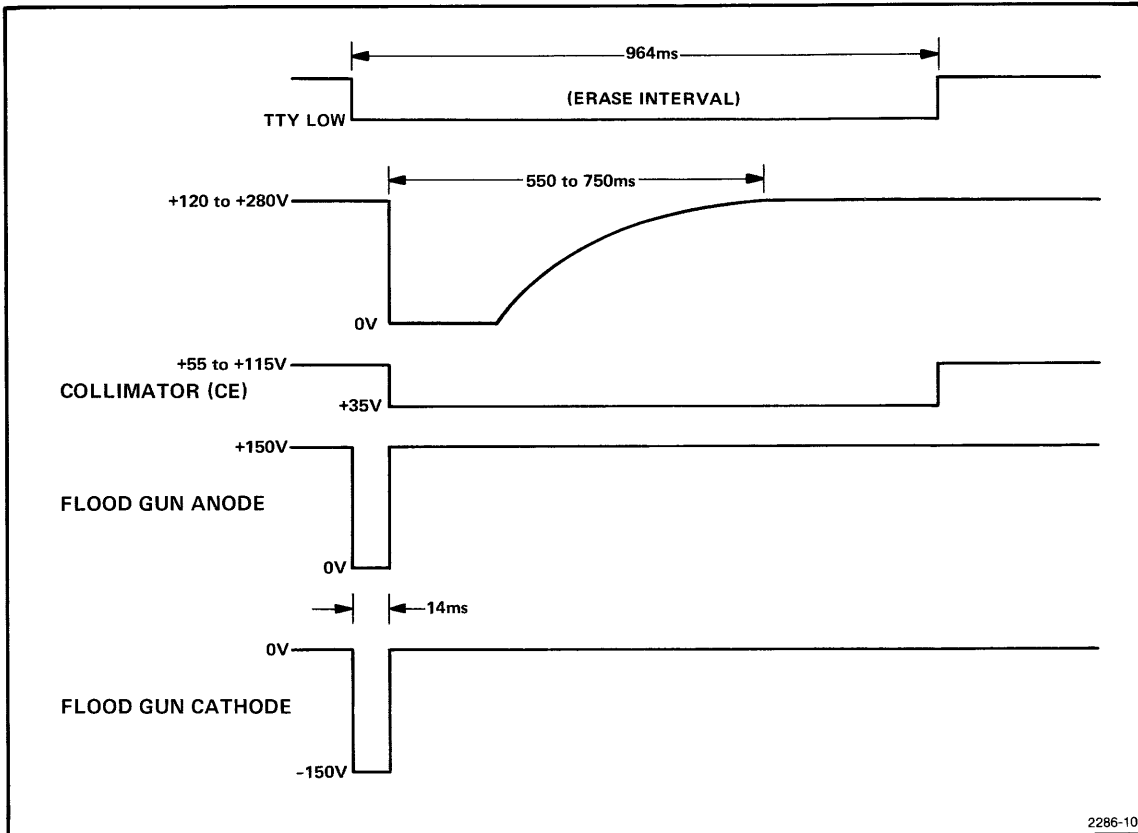 964ms
(ERASE INTERVAL)
TTY LOW
550 to 750ms
+120 to +280V
0V
+55 to +115V
COLLIMATOR (CE)
+35V
+150V
FLOOD GUN ANODE
0V
14ms
0V
FLOOD GUN CATHODE
-150V
2286-10